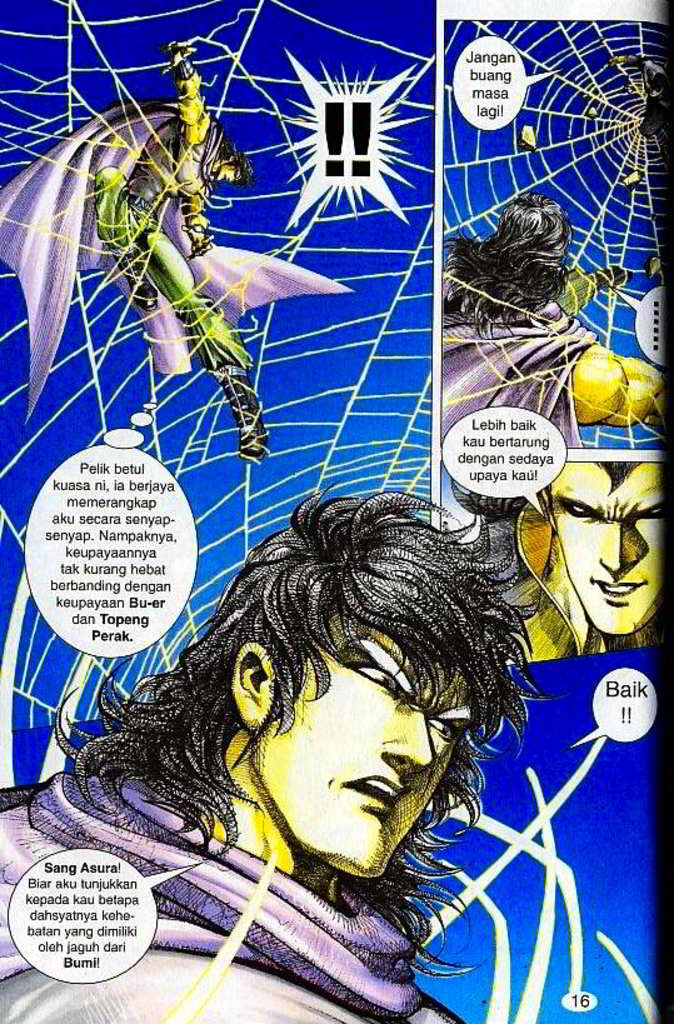 !!
Jangan
buang
masa
lagi!
Pelik betul
kuasa ni, ia berjaya
memerangkap
aku secara senyap-
senyap. Nampaknya,
keupayaannya
tak kurang hebat
berbanding dengan
keupayaan Bu-er
dan Topeng
Perak.
......
Lebih baik
kau bertarung
dengan sedaya
upaya kaú!
Baik
!!
Sang Asura!
Biar aku tunjukkan
kepada kau betapa
dahsyatnya kehe-
batan yang dimiliki
oleh jaguh dari
Bumi!
16